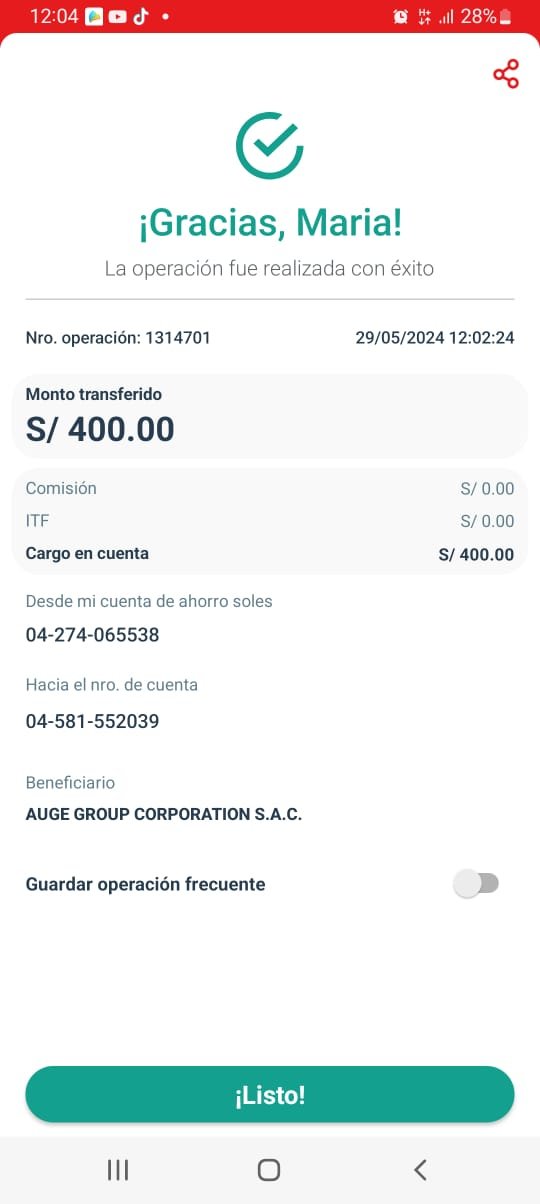 12:04
28%
¡Gracias, Maria!
La operación fue realizada con éxito
Nro. operación: 1314701 29/05/2024 12:02:24
Monto transferido
S/ 400.00
Comisión S/ 0.00
ITF S/ 0.00
Cargo en cuenta S/ 400.00
Desde mi cuenta de ahorro soles
04-274-065538
Hacia el nro. de cuenta
04-581-552039
Beneficiario
AUGE GROUP CORPORATION S.A.C.
Guardar operación frecuente
¡Listo!